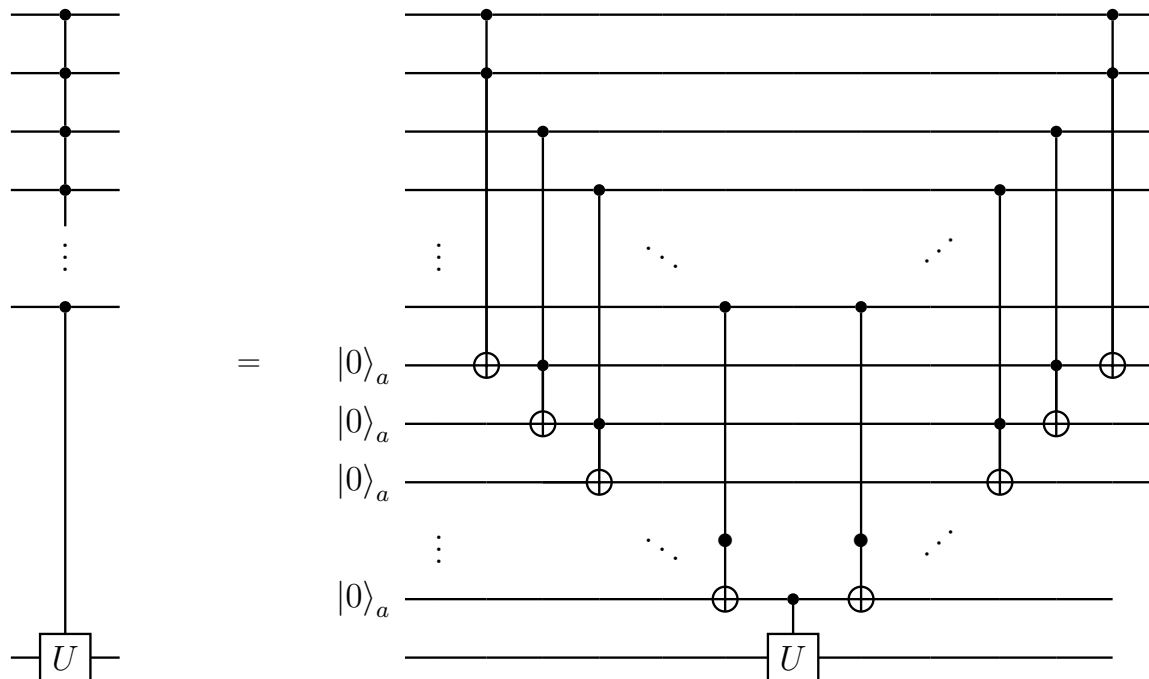 ⋮ ⋮ ⋱ ⋰
= |0⟩ₐ
|0⟩ₐ
|0⟩ₐ
⋮ ⋱ ⋰
|0⟩ₐ
U U